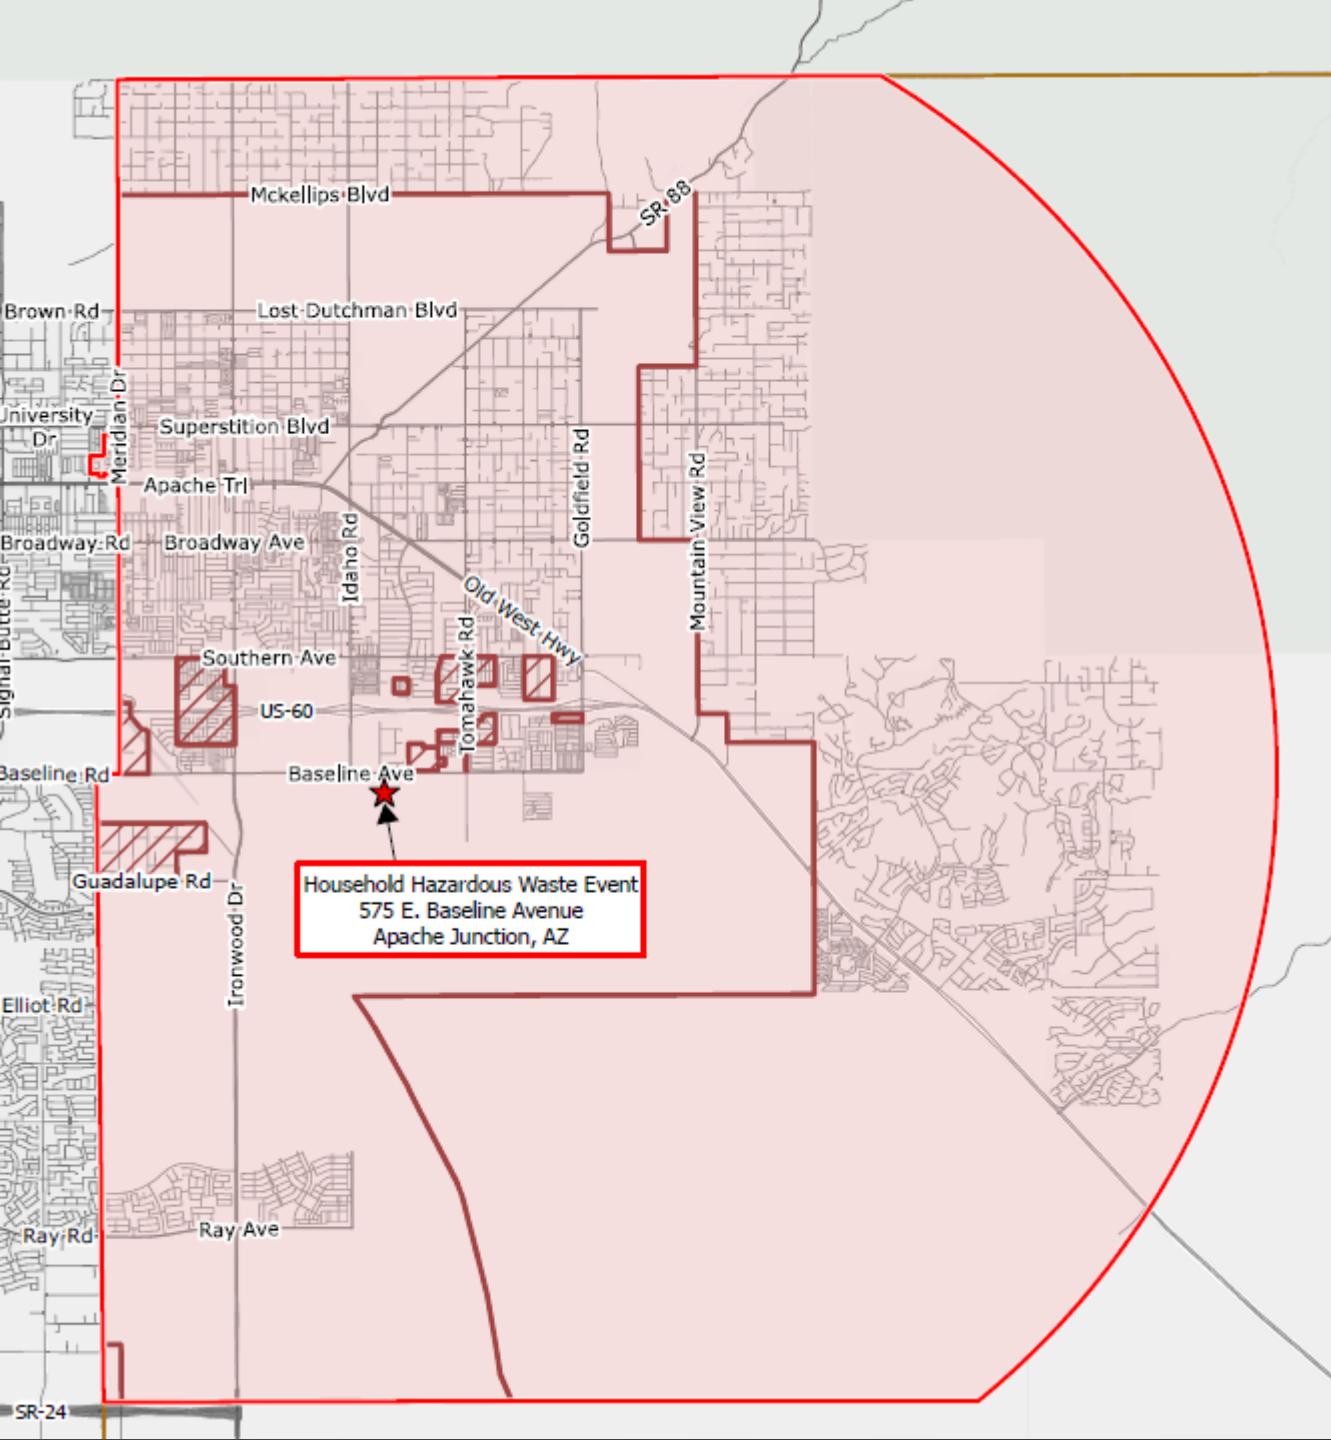 Mckellips Blvd
SR 88
Brown Rd
Lost Dutchman Blvd
University
Dr
Meridian Dr
Superstition Blvd
Apache Trl
Goldfield Rd
Mountain View Rd
Broadway Rd
Broadway Ave
Idaho Rd
Old West Hwy
Signal Butte Rd
Southern Ave
Tomahawk Rd
US-60
Baseline Rd
Baseline Ave
Household Hazardous Waste Event
575 E. Baseline Avenue
Apache Junction, AZ
Guadalupe Rd
Ironwood Dr
Elliot Rd
Ray Rd
Ray Ave
SR-24